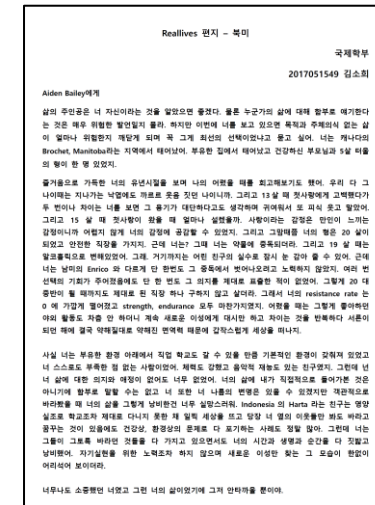 Reallives 편지 – 북미
국제학부
2017051549 김소희
Aiden Bailey에게
삶의 주인공은 너 자신이라는 것을 알았으면 좋겠다. 물론 누군가의 삶에 대해 함부로 얘기한다
는 것은 매우 위험한 발언일지 몰라. 하지만 이번에 너를 보고 있으면 목적과 주체의식 없는 삶
이 얼마나 위험한지 깨닫게 되며 꼭 그게 최선의 선택이었냐고 묻고 싶어. 너는 캐나다의
Brochet, Manitoba라는 지역에서 태어났어. 부유한 집에서 태어났고 건강하신 부모님과 5살 터울
의 형이 한 명 있었지.
즐거움으로 가득한 너의 유년시절을 보며 나의 어렸을 때를 회고해보기도 했어. 우리 다 그
나이때는 지나가는 낙엽에도 까르르 웃음 짓던 나이니까. 그리고 13살 때 첫사랑에게 고백했다가
두 번이나 차이는 너를 보면 그 용기가 대단하다고도 생각하며 귀여워서 또 피식 웃고 말았어.
그리고 15 살 때 첫사랑이 왔을 때 얼마나 설렜을까. 사랑이라는 감정은 만인이 느끼는
감정이니까 어렵지 않게 너의 감정에 공감할 수 있었어. 그리고 그맘때쯤 너의 형은 20 살이
되었고 안전한 직장을 가지지. 근데 너는? 그때 너는 약물에 중독되더라. 그리고 19 살 때는
알코홀릭으로 변해있었어. 그래. 거기까지는 어린 친구의 실수로 잠시 눈 감아 줄 수 있어. 근데
너는 남미의 Enrico 와 다르게 단 한번도 그 중독에서 벗어나오려고 노력하지 않았지. 여러 번
선택의 기회가 주어졌음에도 단 한 번도 그 의지를 제대로 표출한 적이 없었어. 그렇게 20 대
중반이 될 때까지도 제대로 된 직장 하나 구하지 않고 살더라. 그래서 너의 resistance rate 는
0 에 가깝게 떨어졌고 strength, endurance 모두 마찬가지였지. 어렸을 때는 그렇게 좋아하던
야외 활동도 차츰 안 하더니 계속 새로운 이성에게 대시만 하고 차이는 것을 반복하다 서른이
되던 해에 결국 약해질대로 약해진 면역력 때문에 갑작스럽게 세상을 떠나지.
사실 너는 부유한 환경 아래에서 직업 학교도 갈 수 있을 만큼 기본적인 환경이 갖춰져 있었고
너 스스로도 부족한 점 없는 사람이었어. 체력도 강했고 음악적 재능도 있는 친구였지. 그런데 넌
너 삶에 대한 의지와 애정이 없어도 너무 없었어. 너의 삶에 내가 직접적으로 들어가본 것은
아니기에 함부로 말할 수는 없고 너 또한 너 나름의 변명은 있을 수 있겠지만 객관적으로
바라봤을 때 너의 삶을 그렇게 낭비한건 너무 실망스러워. Indonesia 의 Harta 라는 친구는 영양
실조로 학교조차 제대로 다니지 못한 채 일찍 세상을 뜨고 당장 너 옆의 이웃들만 봐도 바라고
꿈꾸는 것이 있음에도 건강상, 환경상의 문제로 다 포기하는 사례도 정말 많아. 그런데 너는
그들이 그토록 바라던 것들을 다 가지고 있으면서도 너의 시간과 생명과 순간을 다 짓밟고
낭비했어. 자기실현을 위한 노력조차 하지 않으며 새로운 이성만 찾는 그 모습이 한없이
어리석어 보이더라.
너무나도 소중했던 너였고 그런 너의 삶이었기에 그저 안타까울 뿐이야.